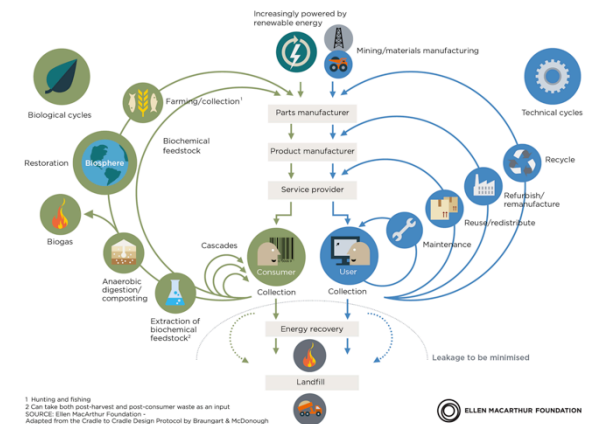 Increasingly powered by
renewable energy
Mining/materials manufacturing
Biological cycles
Technical cycles
Farming/collection¹
Parts manufacturer
Biochemical
feedstock
Product manufacturer
Restoration
Biosphere
Recycle
Service provider
Refurbish/
remanufacture
Reuse/redistribute
Biogas
Cascades
Maintenance
Consumer
User
Anaerobic
digestion/
composting
Collection
Collection
Extraction of
biochemical
feedstock²
Energy recovery
Leakage to be minimised
Landfill
1 Hunting and fishing
2 Can take both post-harvest and post-consumer waste as an input
SOURCE: Ellen MacArthur Foundation -
Adapted from the Cradle to Cradle Design Protocol by Braungart & McDonough
ELLEN MACARTHUR FOUNDATION